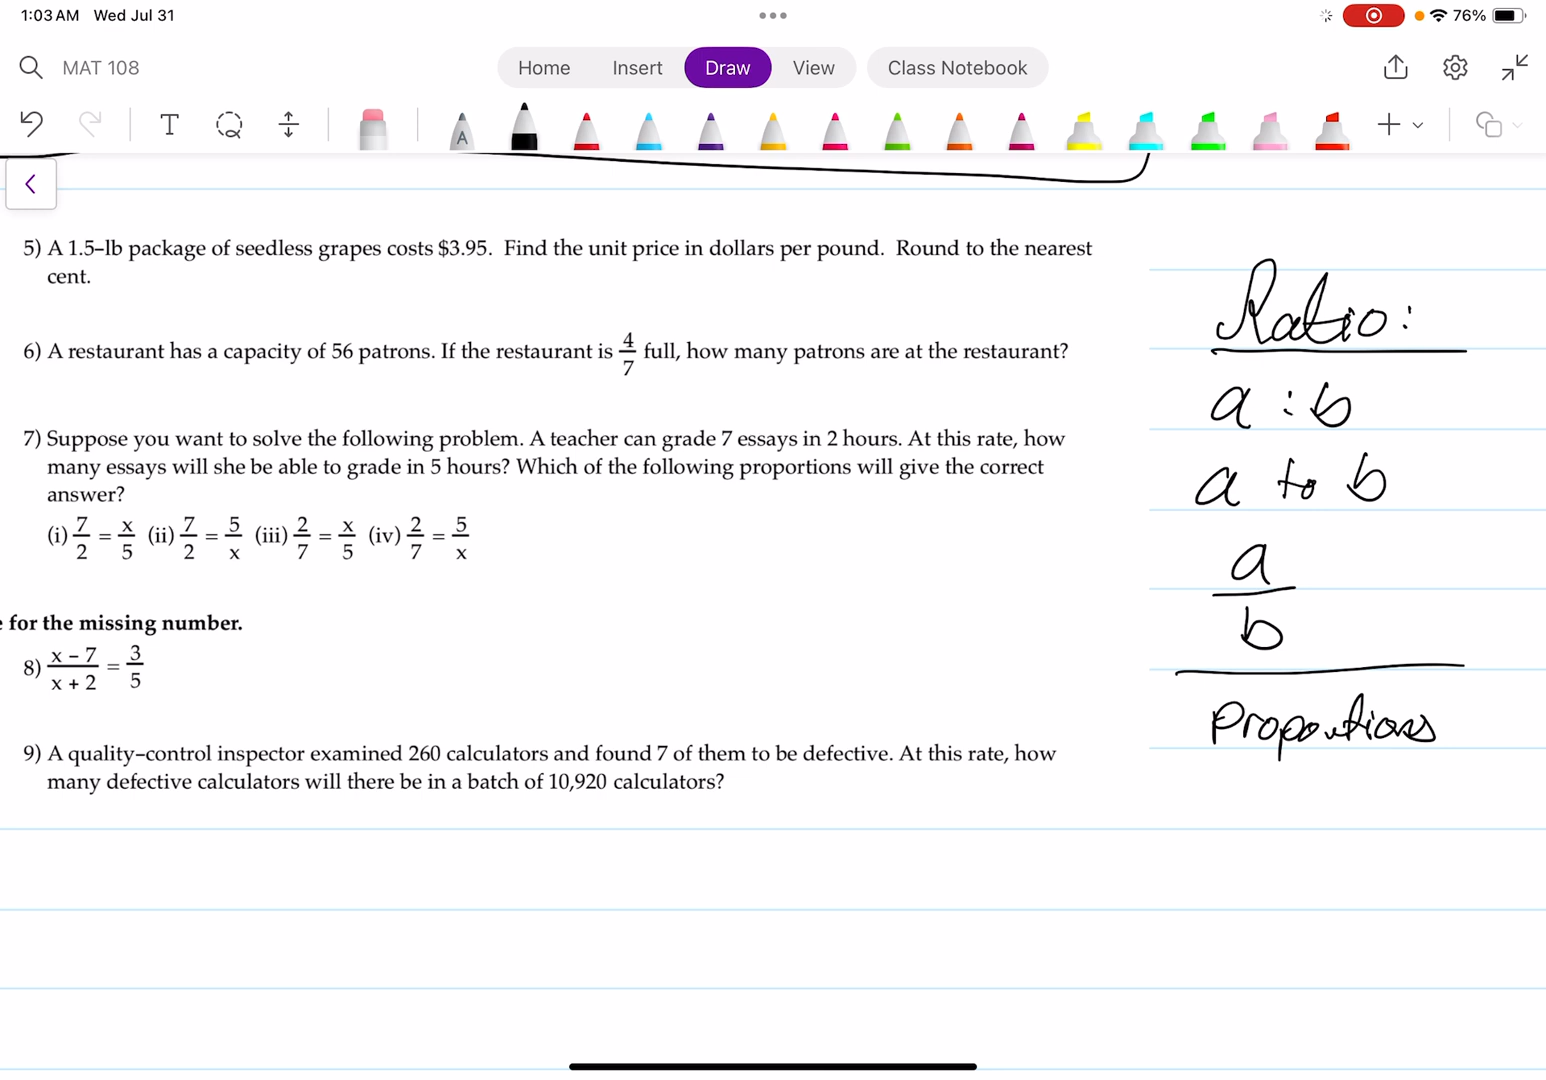 1:03 AM Wed Jul 31
76%
MAT 108
Home Insert Draw View Class Notebook
T
A
5) A 1.5–lb package of seedless grapes costs $3.95. Find the unit price in dollars per pound. Round to the nearest
cent.
6) A restaurant has a capacity of 56 patrons. If the restaurant is 4/7 full, how many patrons are at the restaurant?
7) Suppose you want to solve the following problem. A teacher can grade 7 essays in 2 hours. At this rate, how
many essays will she be able to grade in 5 hours? Which of the following proportions will give the correct
answer?
(i) 7/2 = x/5 (ii) 7/2 = 5/x (iii) 2/7 = x/5 (iv) 2/7 = 5/x
for the missing number.
8) (x – 7)/(x + 2) = 3/5
9) A quality–control inspector examined 260 calculators and found 7 of them to be defective. At this rate, how
many defective calculators will there be in a batch of 10,920 calculators?
Ratio:
a : b
a to b
a
b
Proportions